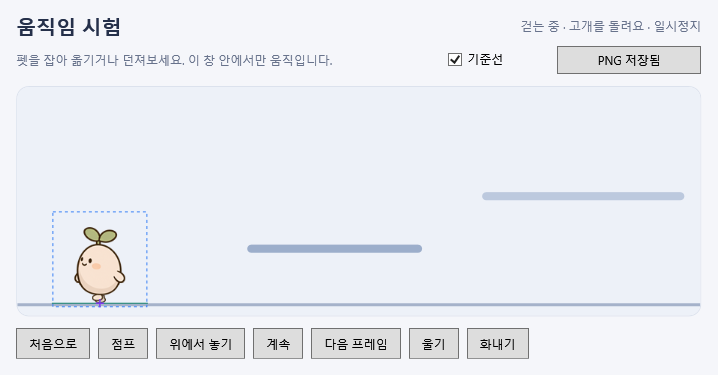 움직임 시험
걷는 중 · 고개를 돌려요 · 일시정지
펫을 잡아 옮기거나 던져보세요. 이 창 안에서만 움직입니다.
기준선
PNG 저장됨
처음으로
점프
위에서 놓기
계속
다음 프레임
울기
화내기